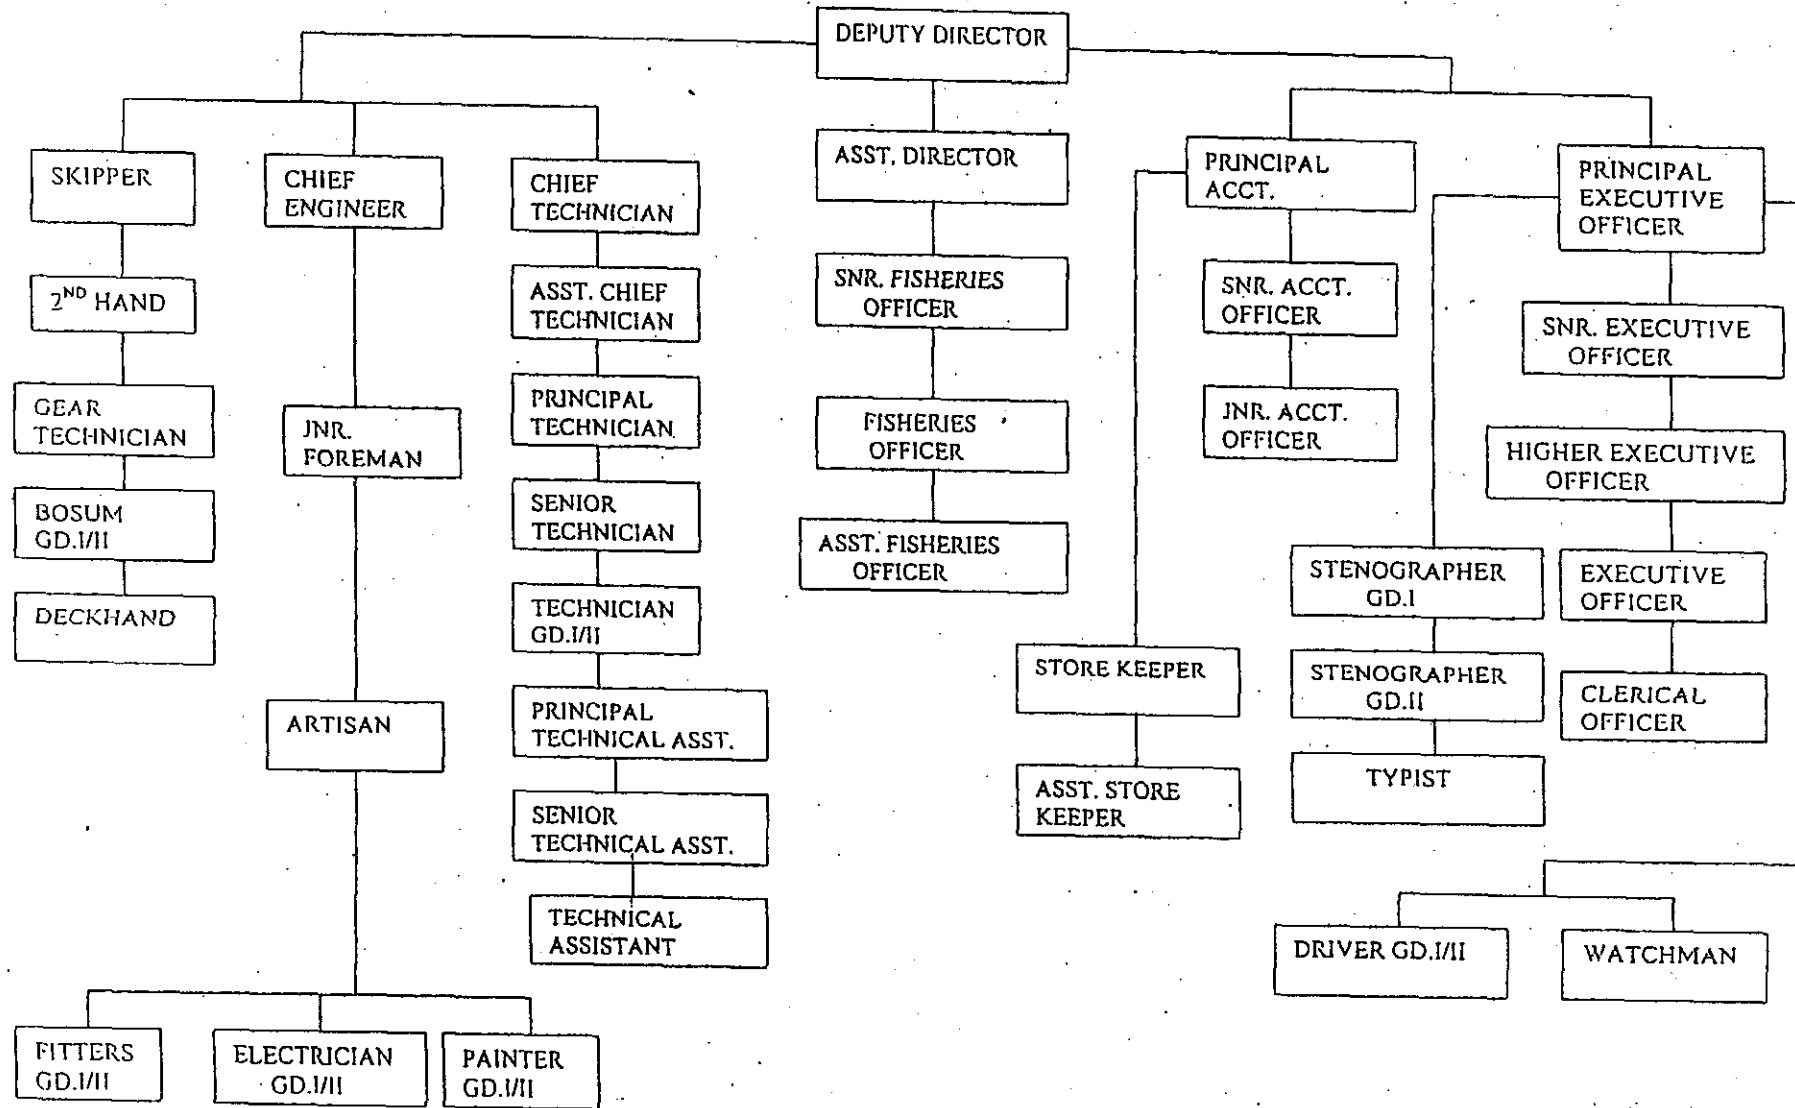 DEPUTY DIRECTOR
SKIPPER
2ND HAND
GEAR
TECHNICIAN
BOSUM
GD.I/II
DECKHAND
CHIEF
ENGINEER
JNR.
FOREMAN
ARTISAN
FITTERS
GD.I/II
ELECTRICIAN
GD.I/II
PAINTER
GD.I/II
CHIEF
TECHNICIAN
ASST. CHIEF
TECHNICIAN
PRINCIPAL
TECHNICIAN
SENIOR
TECHNICIAN
TECHNICIAN
GD.I/II
PRINCIPAL
TECHNICAL ASST.
SENIOR
TECHNICAL ASST.
TECHNICAL
ASSISTANT
ASST. DIRECTOR
SNR. FISHERIES
OFFICER
FISHERIES
OFFICER
ASST. FISHERIES
OFFICER
PRINCIPAL
ACCT.
SNR. ACCT.
OFFICER
JNR. ACCT.
OFFICER
STORE KEEPER
ASST. STORE
KEEPER
PRINCIPAL
EXECUTIVE
OFFICER
SNR. EXECUTIVE
OFFICER
HIGHER EXECUTIVE
OFFICER
EXECUTIVE
OFFICER
CLERICAL
OFFICER
STENOGRAPHER
GD.I
STENOGRAPHER
GD.II
TYPIST
DRIVER GD.I/II
WATCHMAN